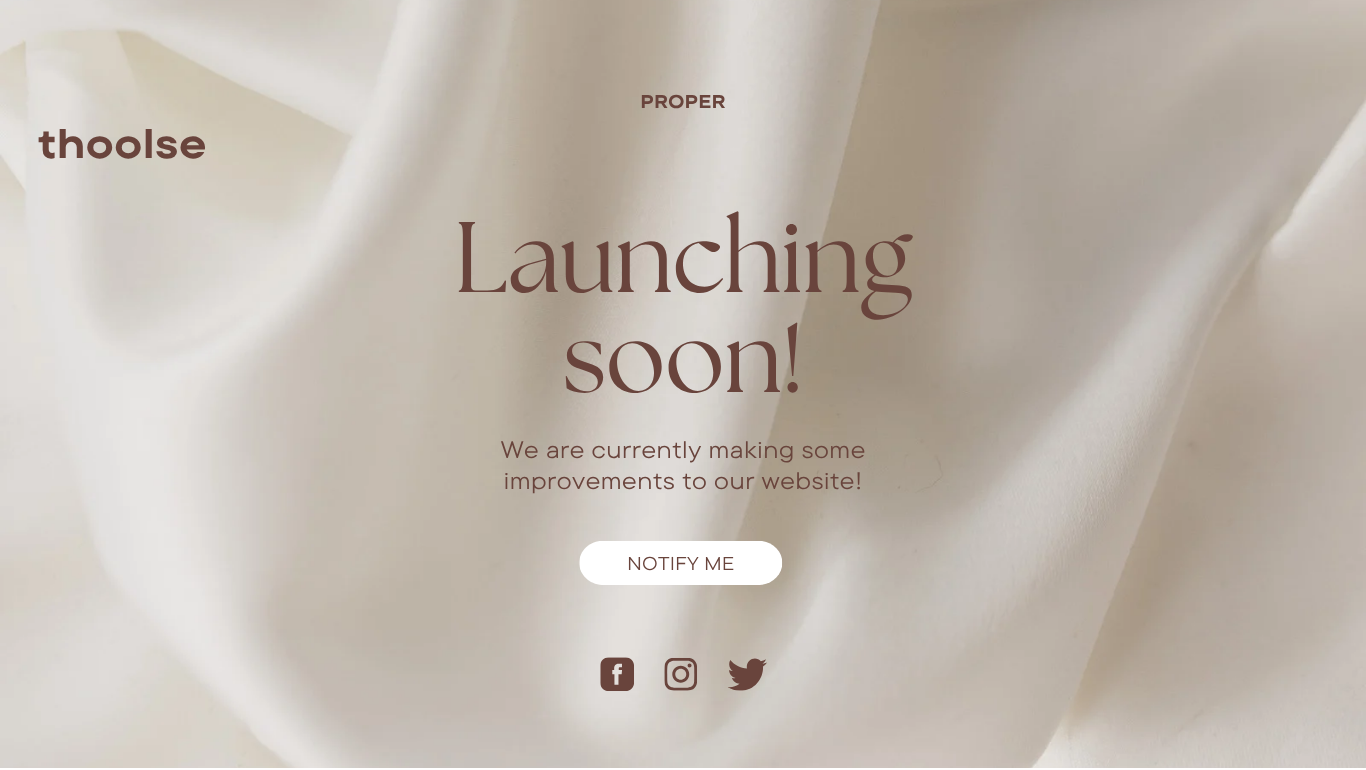 PROPER
thoolse
Launching
soon!
We are currently making some
improvements to our website!
NOTIFY ME